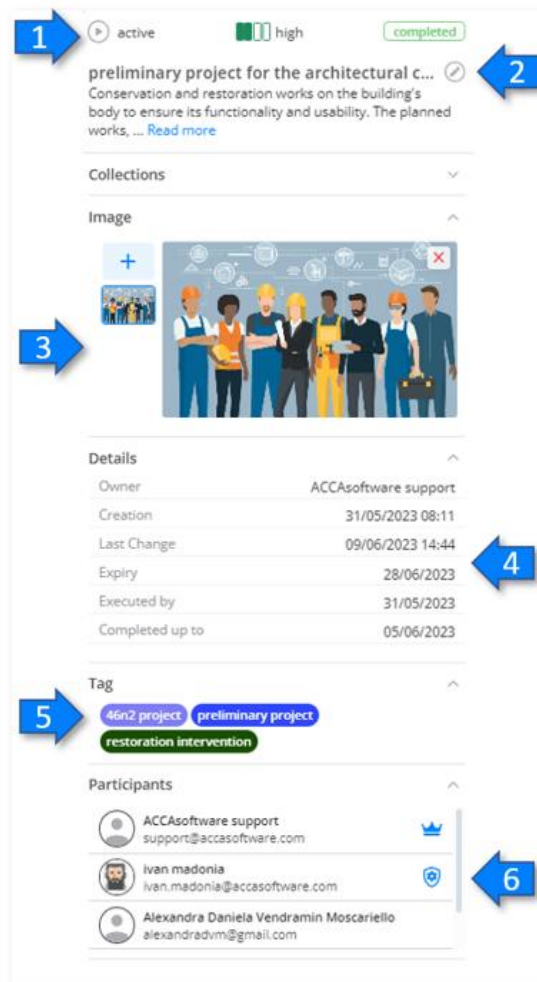 1
active
high
completed
2
preliminary project for the architectural c...
Conservation and restoration works on the building's
body to ensure its functionality and usability. The planned
works, ... Read more
Collections
Image
+
3
Details
Owner ACCAsoftware support
Creation 31/05/2023 08:11
Last Change 09/06/2023 14:44
4
Expiry 28/06/2023
Executed by 31/05/2023
Completed up to 05/06/2023
Tag
5
46n2 project preliminary project
restoration intervention
Participants
ACCAsoftware support
support@accasoftware.com
ivan madonia
ivan.madonia@accasoftware.com
6
Alexandra Daniela Vendramin Moscariello
alexandradvm@gmail.com